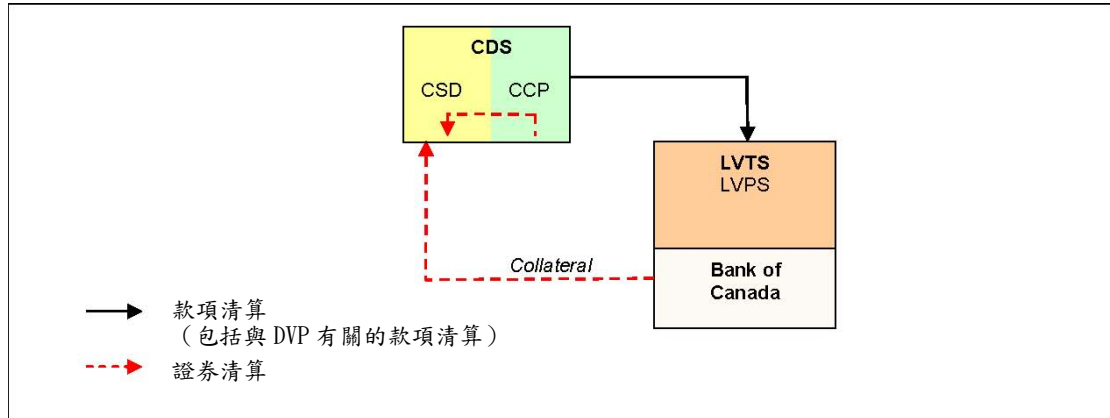 CDS
CSD CCP
LVTS
LVPS
Collateral
Bank of
Canada
款項清算
（包括與 DVP 有關的款項清算）
證券清算